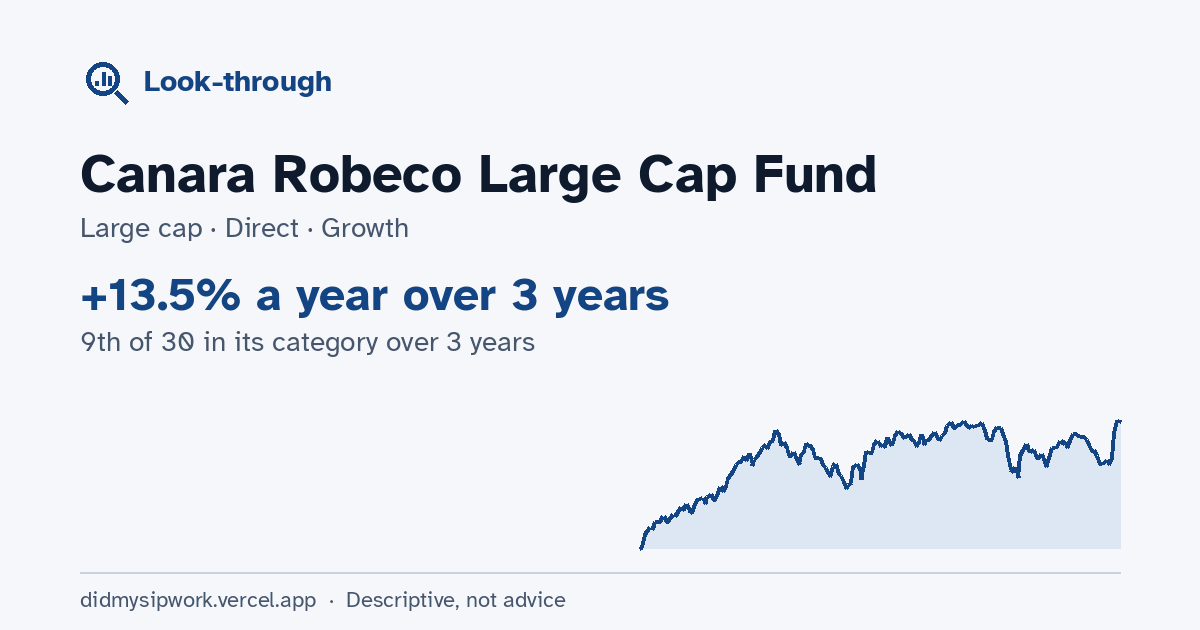 Look-through
Canara Robeco Large Cap Fund
Large cap · Direct · Growth
+13.5% a year over 3 years
9th of 30 in its category over 3 years
didmysipwork.vercel.app · Descriptive, not advice